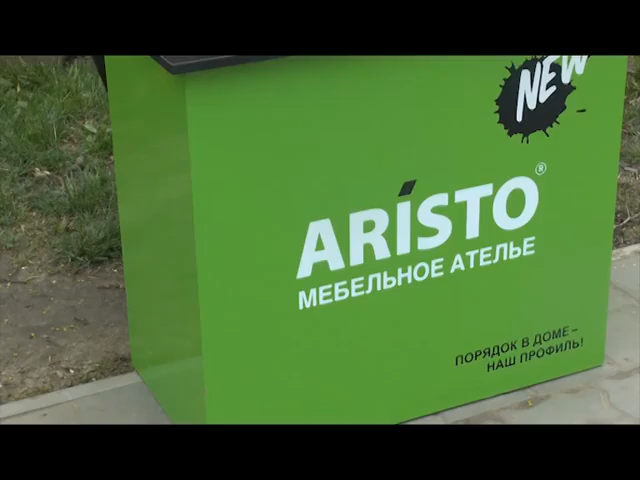 NEW
ARISTO®
МЕБЕЛЬНОЕ АТЕЛЬЕ
ПОРЯДОК В ДОМЕ –
НАШ ПРОФИЛЬ!